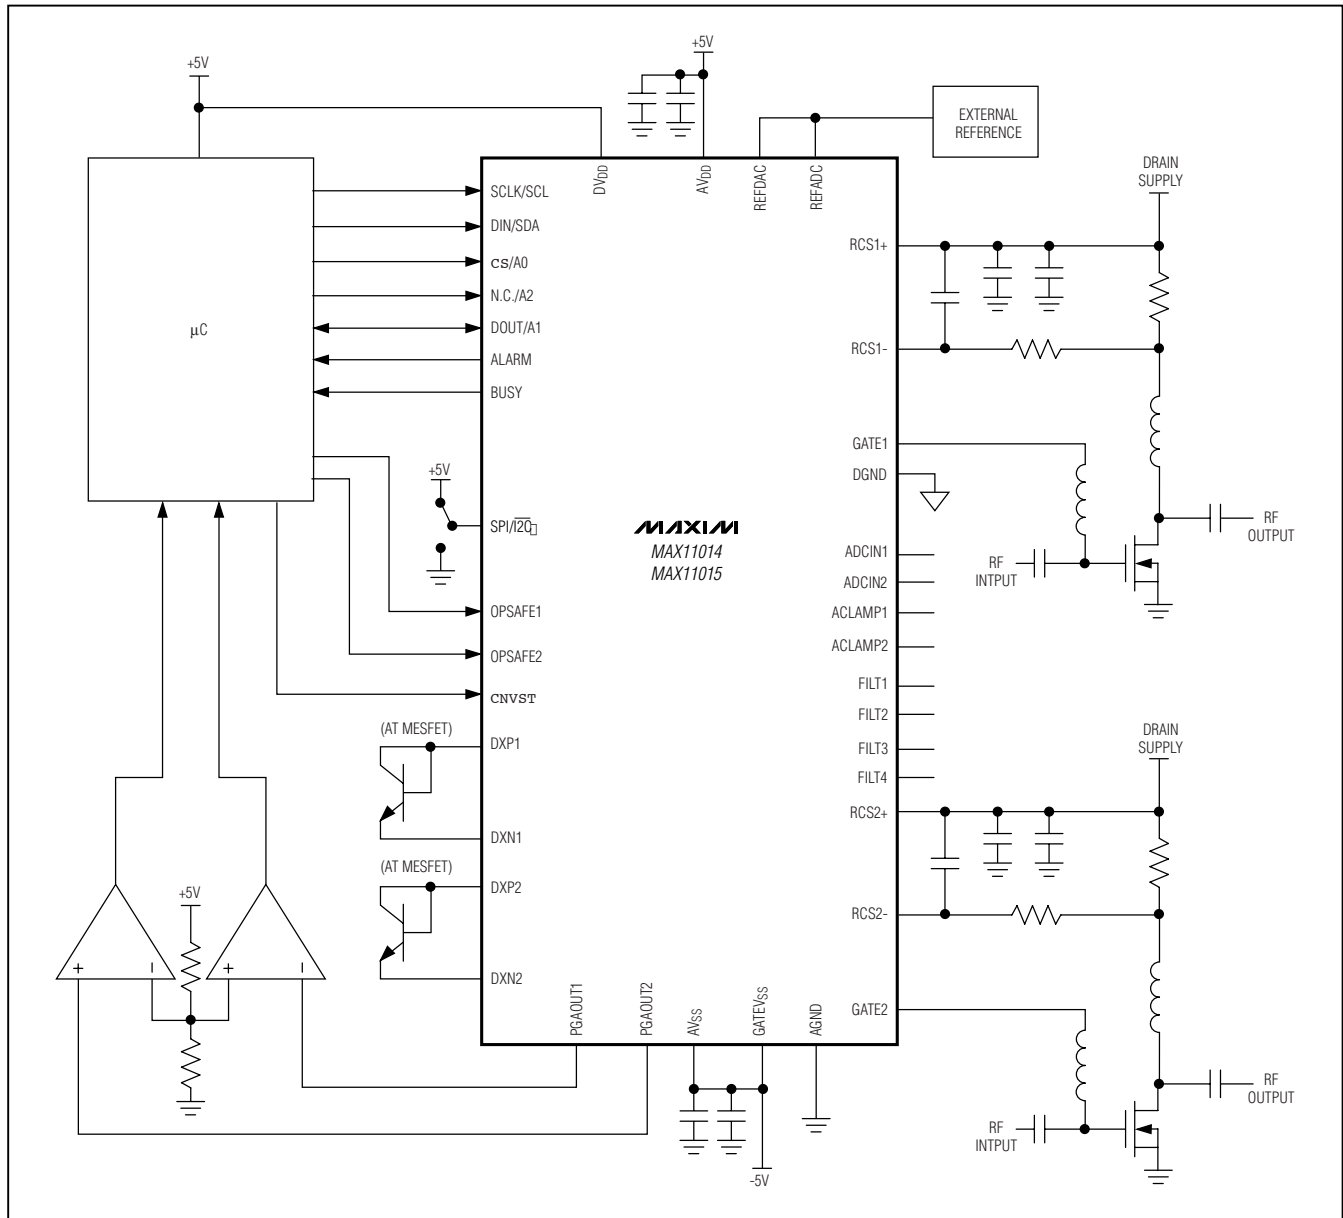 +5V
+5V
EXTERNAL
REFERENCE
DVDD
AVDD
REFDAC
REFADC
DRAIN
SUPPLY
µC
SCLK/SCL
DIN/SDA
CS/A0
N.C./A2
DOUT/A1
ALARM
BUSY
+5V
SPI/I2C
OPSAFE1
OPSAFE2
CNVST
(AT MESFET)
DXP1
DXN1
(AT MESFET)
DXP2
DXN2
MAXIM
MAX11014
MAX11015
RCS1+
RCS1-
GATE1
DGND
ADCIN1
ADCIN2
ACLAMP1
ACLAMP2
FILT1
FILT2
FILT3
FILT4
RCS2+
RCS2-
GATE2
RF
INTPUT
RF
OUTPUT
DRAIN
SUPPLY
RF
INTPUT
RF
OUTPUT
+5V
+ –
+ –
PGAOUT1
PGAOUT2
AVSS
GATEVSS
AGND
-5V